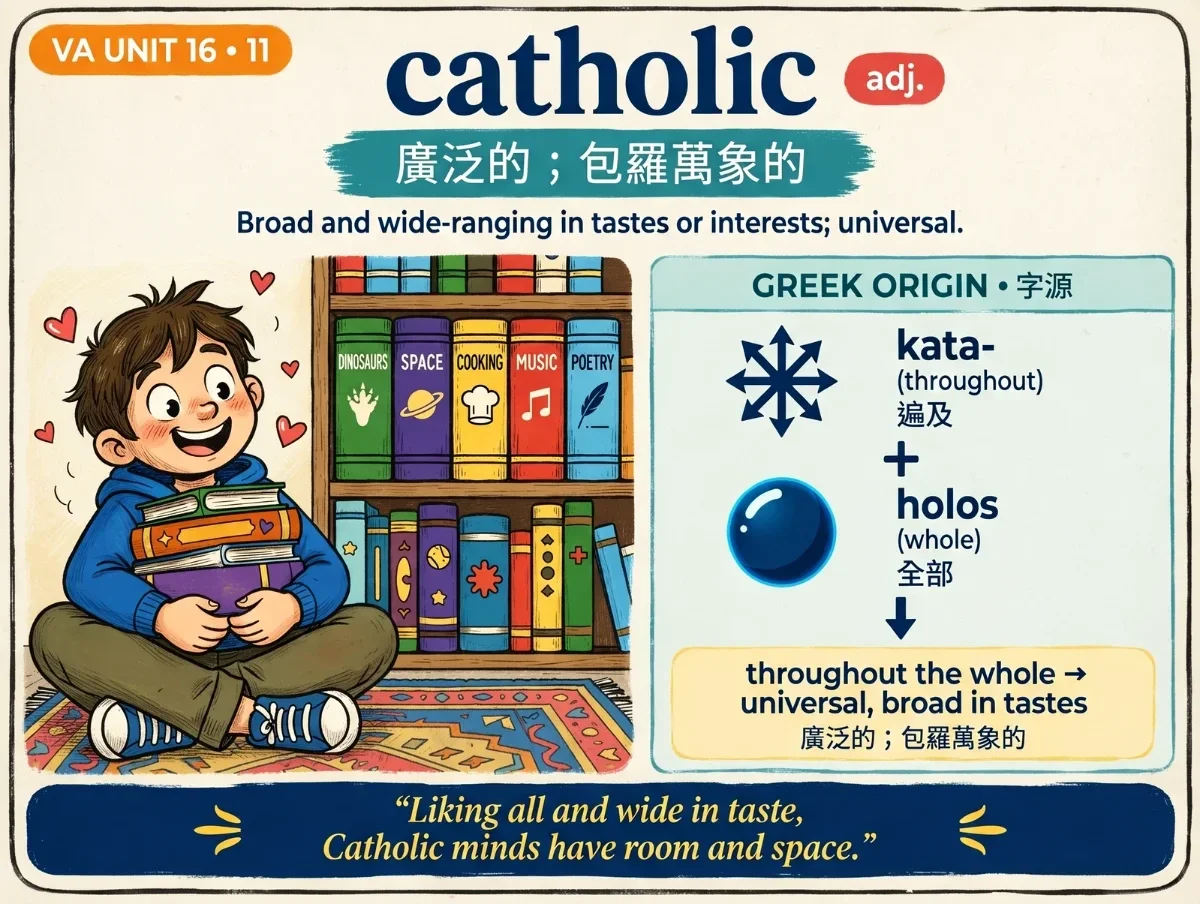 VA UNIT 16 • 11
catholic
adj.
廣泛的；包羅萬象的
Broad and wide-ranging in tastes or interests; universal.
DINOSAURS
SPACE
COOKING
MUSIC
POETRY
GREEK ORIGIN • 字源
kata-
(throughout)
遍及
+
holos
(whole)
全部
throughout the whole →
universal, broad in tastes
廣泛的；包羅萬象的
“Liking all and wide in taste,
Catholic minds have room and space.”